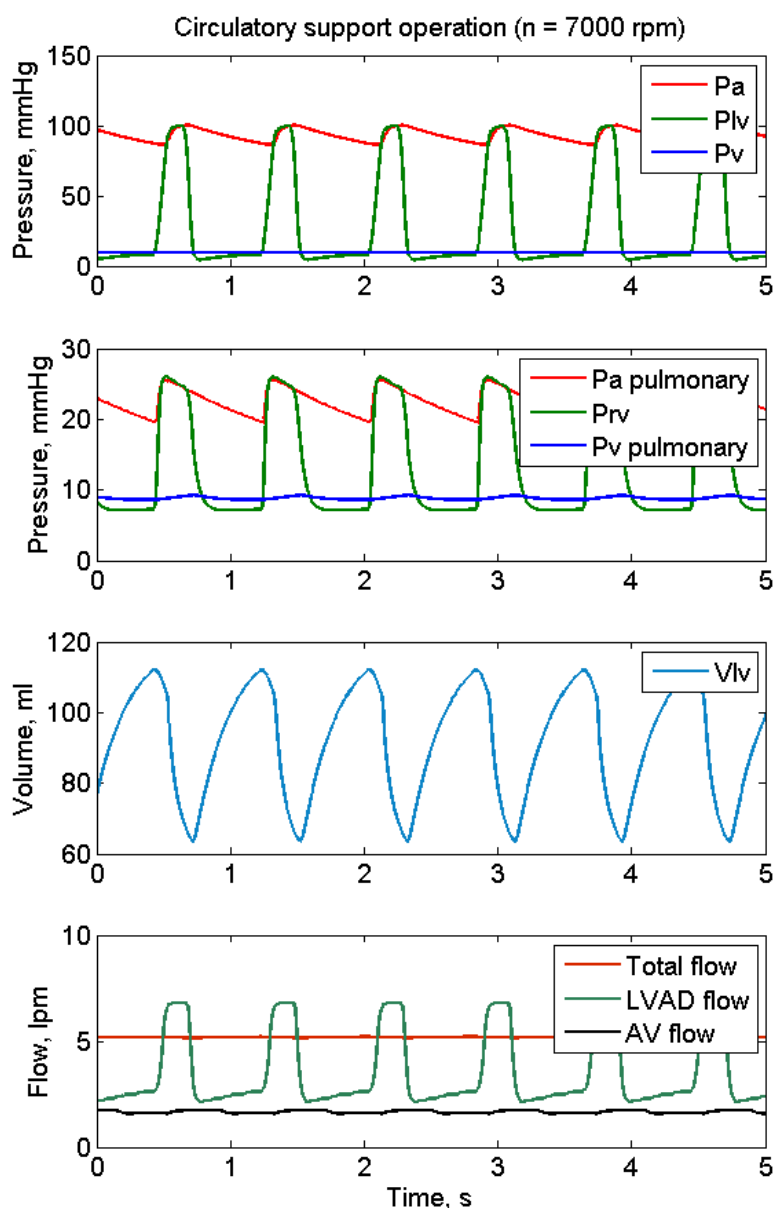 Circulatory support operation (n = 7000 rpm)
150
100
50
0
Pressure, mmHg
Pa
Plv
Pv
0 1 2 3 4 5
30
20
10
0
Pressure, mmHg
Pa pulmonary
Prv
Pv pulmonary
0 1 2 3 4 5
120
100
80
60
Volume, ml
Vlv
0 1 2 3 4 5
10
5
0
Flow, lpm
Total flow
LVAD flow
AV flow
0 1 2 3 4 5
Time, s